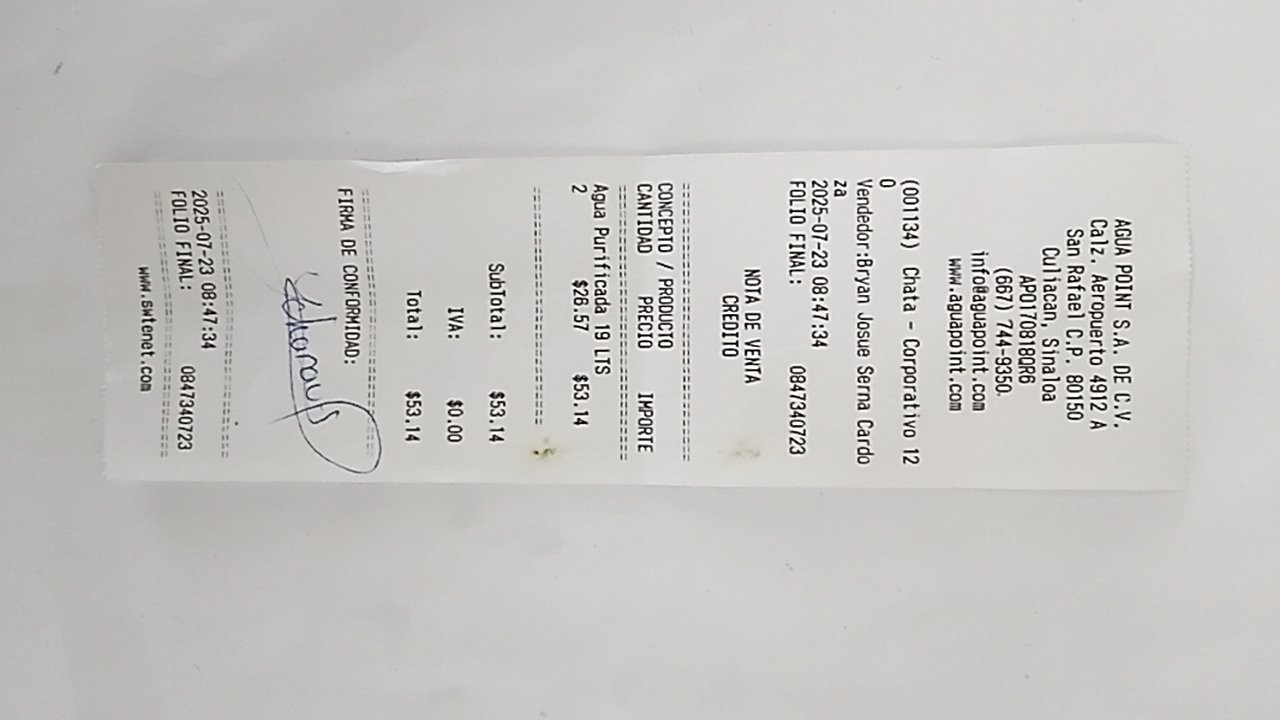 AGUA POINT S.A. DE C.V.
Calz. Aeropuerto 4912 A
San Rafael C.P. 80150
Culiacan, Sinaloa
APO170818QR6
(667) 744-9350.
info@aguapoint.com
www.aguapoint.com
(001134) Chata - Corporativo 12
0
Vendedor:Bryan Josue Serna Cardo
za
2025-07-23 08:47:34
FOLIO FINAL: 0847340723
NOTA DE VENTA
CREDITO
================================
CONCEPTO / PRODUCTO
CANTIDAD PRECIO IMPORTE
================================
Agua Purificada 19 LTS
2 $26.57 $53.14
================================
SubTotal: $53.14
IVA: $0.00
Total: $53.14
================================
FIRMA DE CONFORMIDAD:
================================
2025-07-23 08:47:34
FOLIO FINAL: 0847340723
================================
www.6wtenet.com